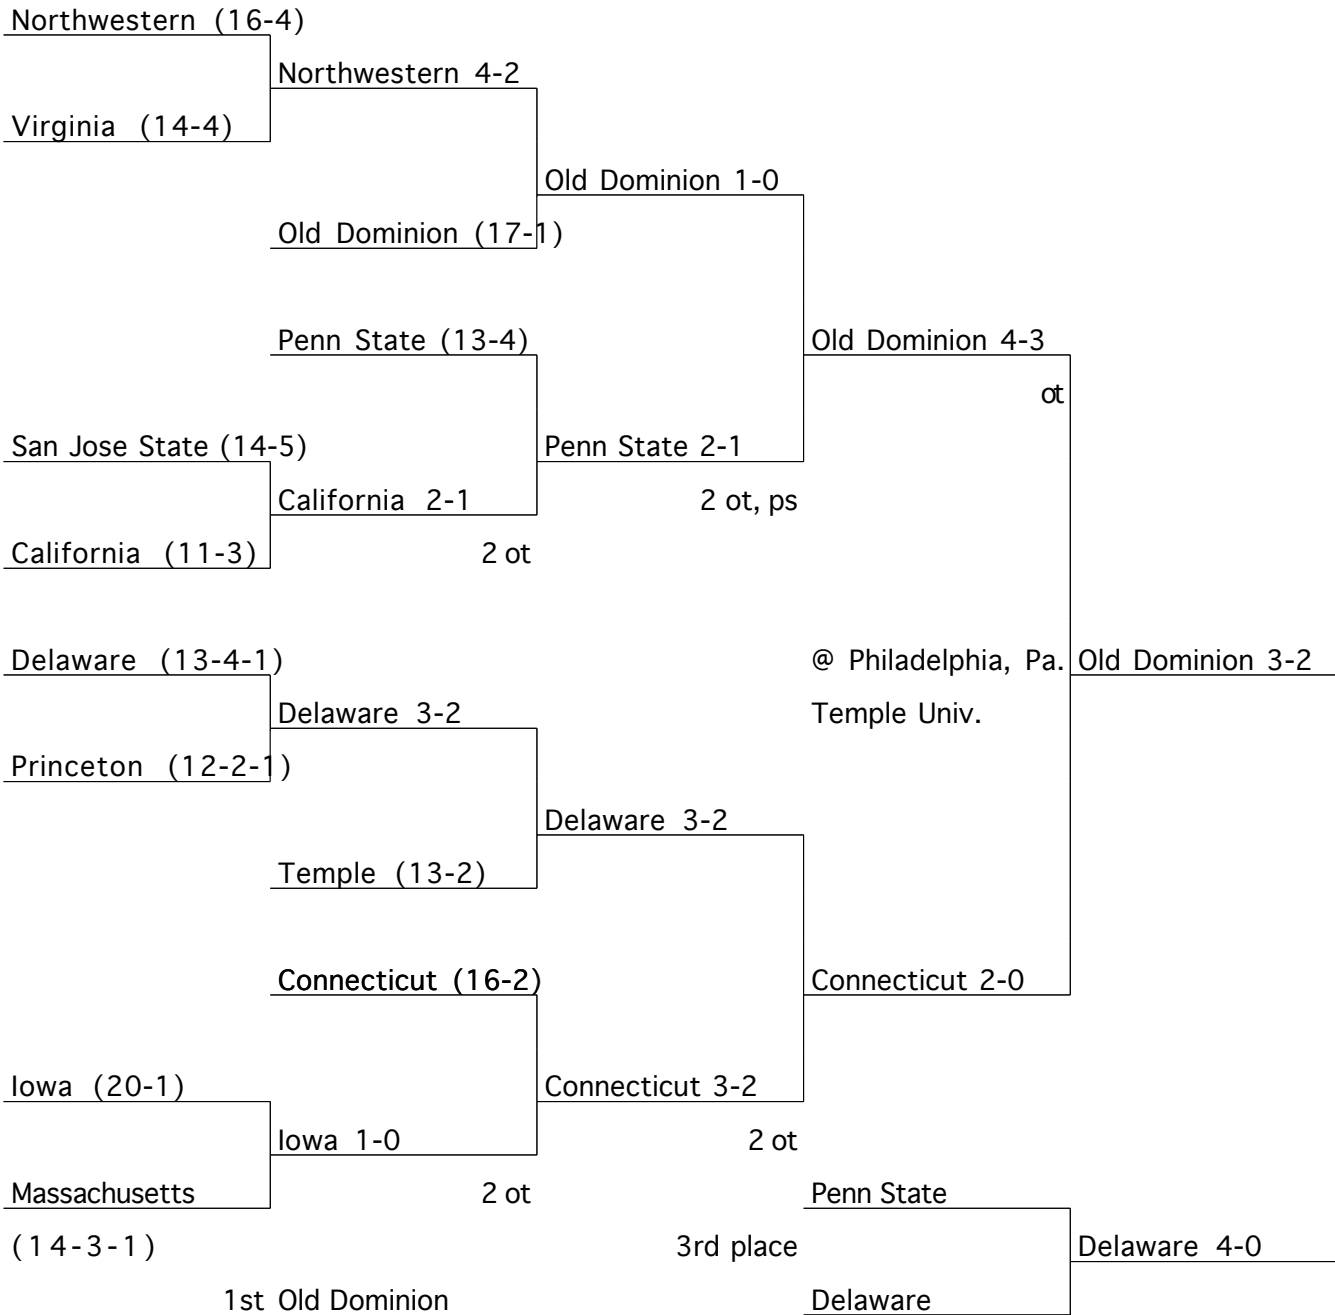 Northwestern (16-4)
Northwestern 4-2
Virginia (14-4)
Old Dominion 1-0
Old Dominion (17-1)
Penn State (13-4)
Old Dominion 4-3
ot
San Jose State (14-5)
Penn State 2-1
California 2-1
2 ot, ps
California (11-3)
2 ot
Delaware (13-4-1)
@ Philadelphia, Pa.
Old Dominion 3-2
Delaware 3-2
Temple Univ.
Princeton (12-2-1)
Delaware 3-2
Temple (13-2)
Connecticut (16-2)
Connecticut 2-0
Iowa (20-1)
Connecticut 3-2
Iowa 1-0
2 ot
Massachusetts
2 ot
Penn State
(14-3-1)
3rd place
Delaware 4-0
1st Old Dominion
Delaware